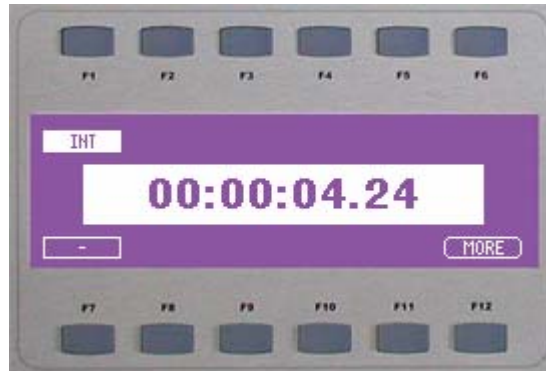 F1 F2 F3 F4 F5 F6
INT
00:00:04.24
- MORE
F7 F8 F9 F10 F11 F12